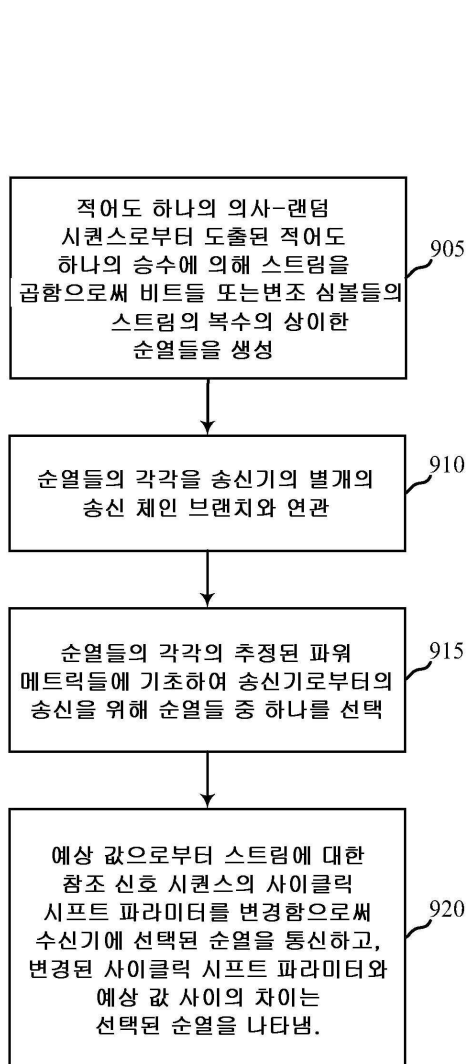 적어도 하나의 의사-랜덤
시퀀스로부터 도출된 적어도
하나의 승수에 의해 스트림을
곱함으로써 비트들 또는변조 심볼들의
스트림의 복수의 상이한
순열들을 생성
905
순열들의 각각을 송신기의 별개의
송신 체인 브랜치와 연관
910
순열들의 각각의 추정된 파워
메트릭들에 기초하여 송신기로부터의
송신을 위해 순열들 중 하나를 선택
915
예상 값으로부터 스트림에 대한
참조 신호 시퀀스의 사이클릭
시프트 파라미터를 변경함으로써
수신기에 선택된 순열을 통신하고,
변경된 사이클릭 시프트 파라미터와
예상 값 사이의 차이는
선택된 순열을 나타냄.
920